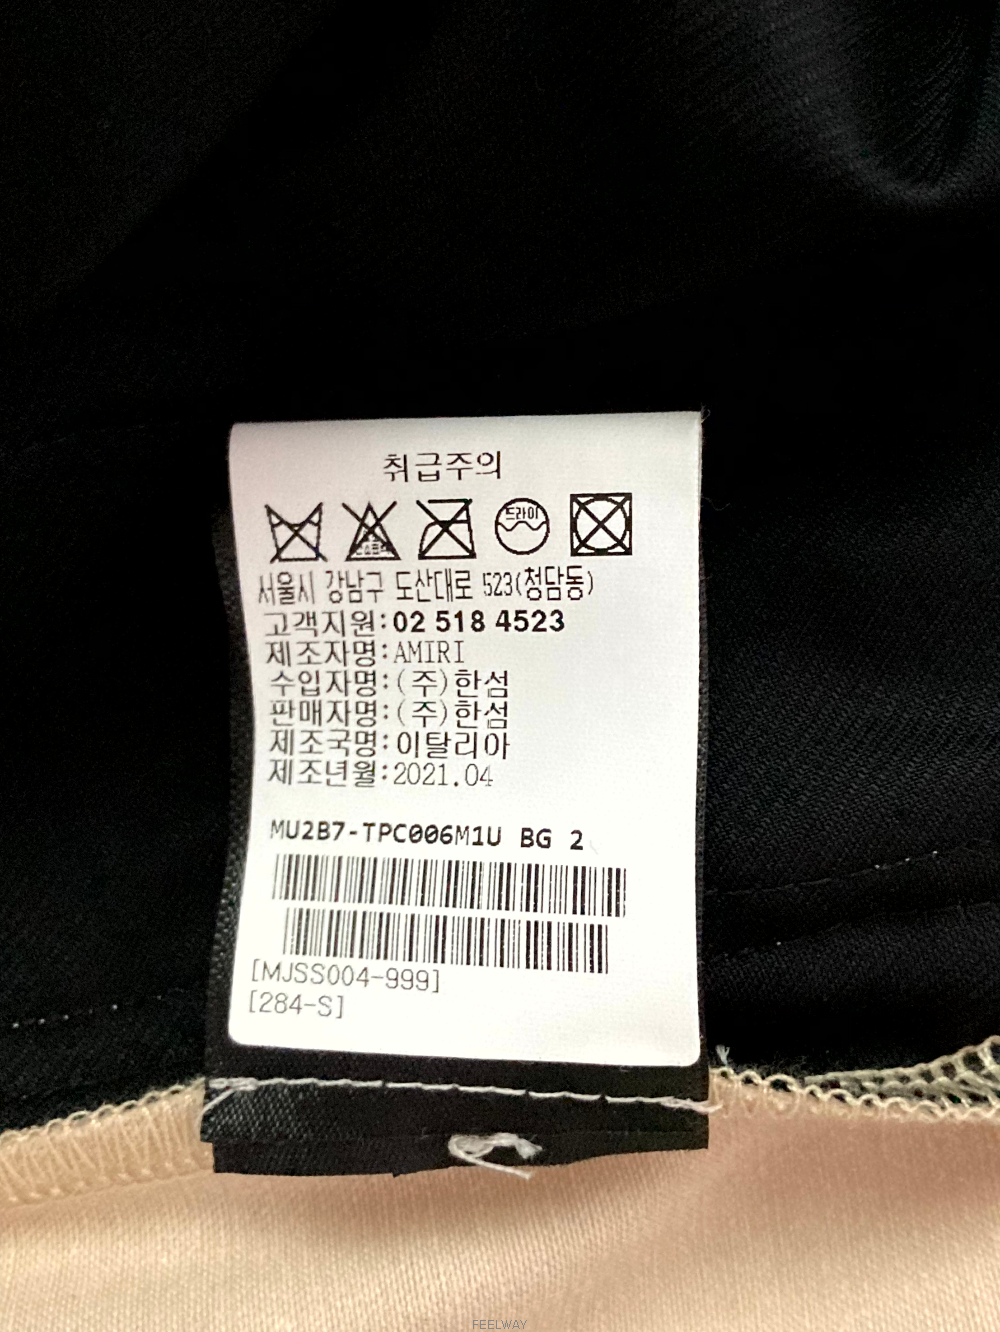 취급주의
드라이
서울시 강남구 도산대로 523(청담동)
고객지원:02 518 4523
제조자명:AMIRI
수입자명:(주)한섬
판매자명:(주)한섬
제조국명:이탈리아
제조년월:2021.04
MU2B7-TPC006M1U BG 2
[MJSS004-999]
[284-S]
FEELWAY